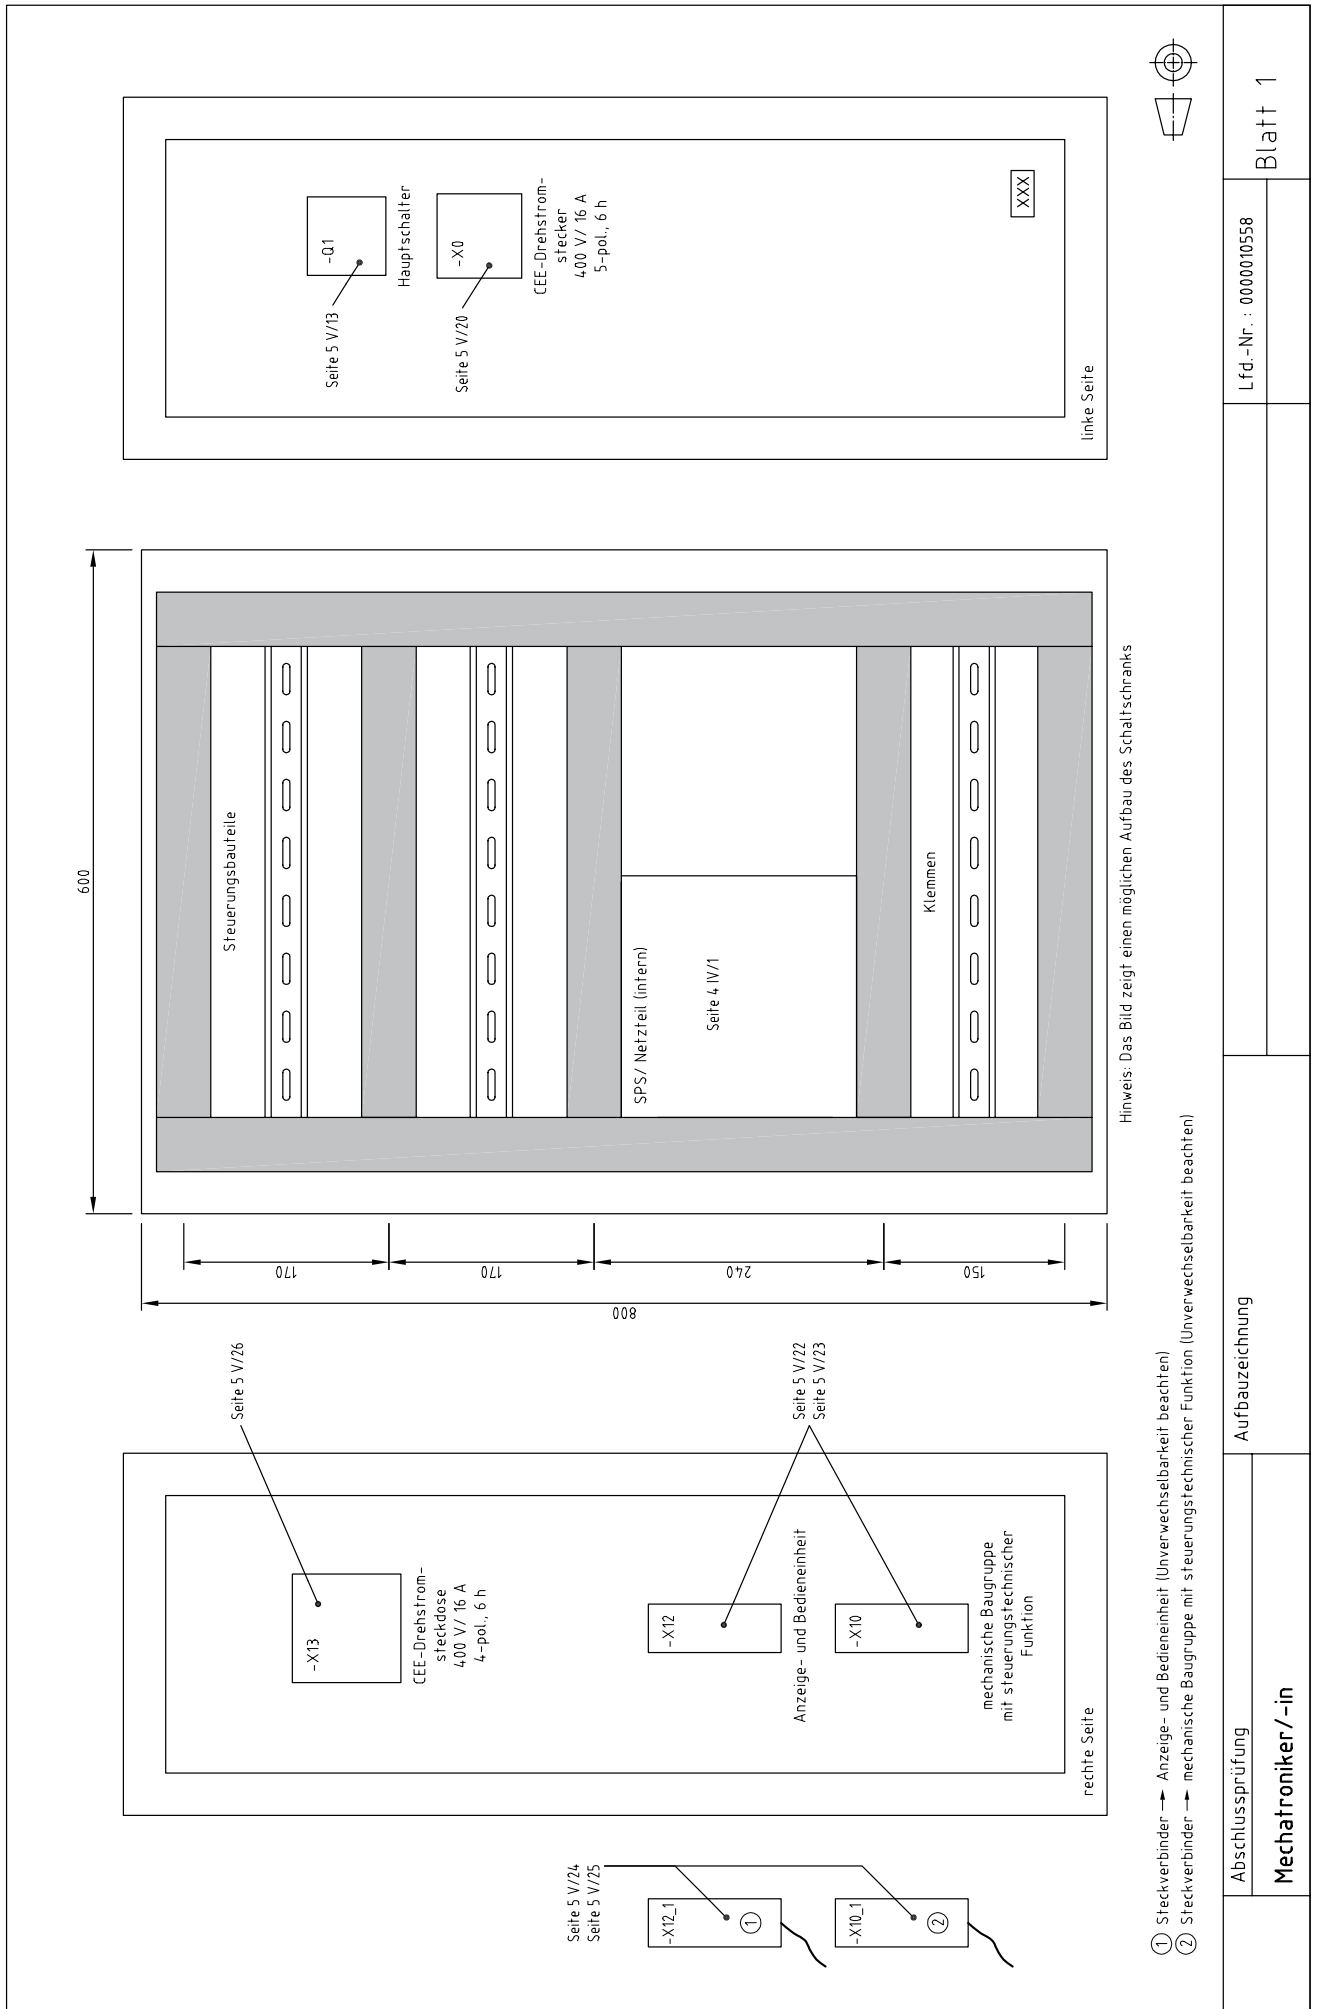 Seite 5 V/24
Seite 5 V/25
-X12_1
1
-X10_1
2
Seite 5 V/26
-X13
CEE-Drehstrom-
steckdose
400 V/ 16 A
4-pol., 6 h
Seite 5 V/22
Seite 5 V/23
-X12
Anzeige- und Bedieneinheit
-X10
mechanische Baugruppe
mit steuerungstechnischer
Funktion
rechte Seite
600
170
170
240
150
800
Steuerungsbauteile
SPS/ Netzteil (intern)
Seite 4 IV/1
Klemmen
Hinweis: Das Bild zeigt einen möglichen Aufbau des Schaltschranks
Seite 5 V/13
-Q1
Hauptschalter
Seite 5 V/20
-X0
CEE-Drehstrom-
stecker
400 V/ 16 A
5-pol., 6 h
XXX
linke Seite
1 Steckverbinder → Anzeige- und Bedieneinheit (Unverwechselbarkeit beachten)
2 Steckverbinder → mechanische Baugruppe mit steuerungstechnischer Funktion (Unverwechselbarkeit beachten)
Abschlussprüfung
Mechatroniker/-in
Aufbauzeichnung
Lfd.-Nr. : 0000010558
Blatt 1